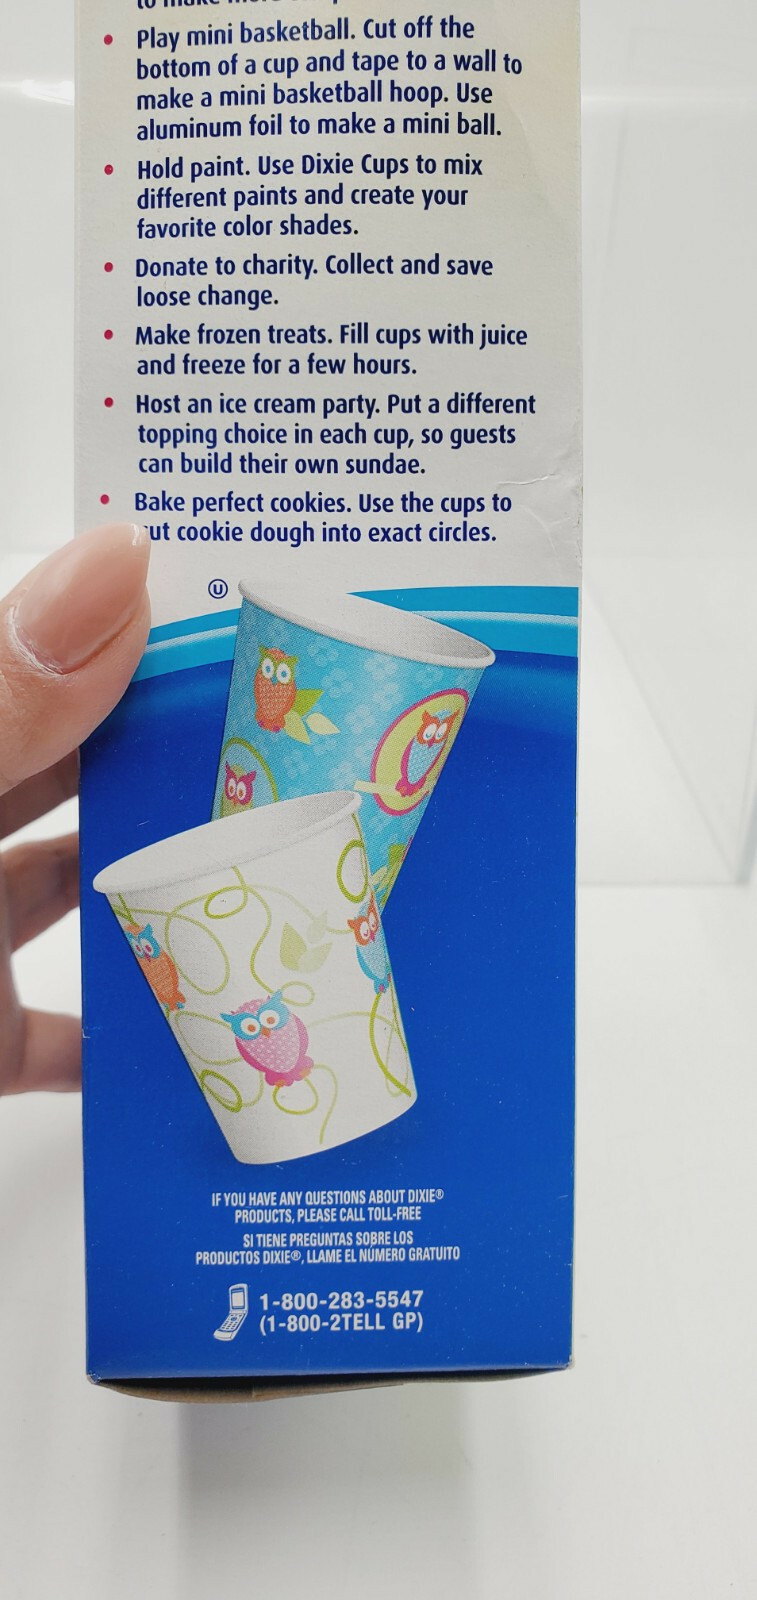 to make more
• Play mini basketball. Cut off the
bottom of a cup and tape to a wall to
make a mini basketball hoop. Use
aluminum foil to make a mini ball.
• Hold paint. Use Dixie Cups to mix
different paints and create your
favorite color shades.
• Donate to charity. Collect and save
loose change.
• Make frozen treats. Fill cups with juice
and freeze for a few hours.
• Host an ice cream party. Put a different
topping choice in each cup, so guests
can build their own sundae.
• Bake perfect cookies. Use the cups to
cut cookie dough into exact circles.
U
IF YOU HAVE ANY QUESTIONS ABOUT DIXIE®
PRODUCTS, PLEASE CALL TOLL-FREE
SI TIENE PREGUNTAS SOBRE LOS
PRODUCTOS DIXIE®, LLAME EL NÚMERO GRATUITO
1-800-283-5547
(1-800-2TELL GP)